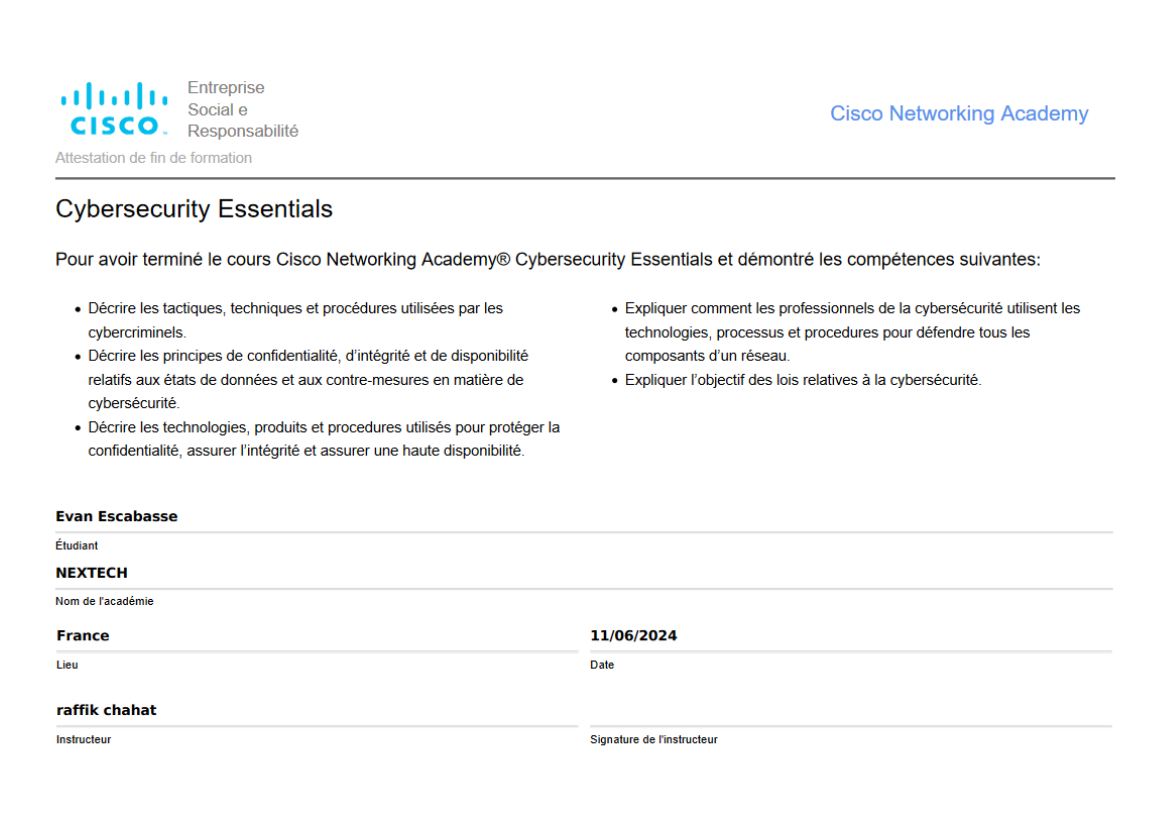 CISCO
Entreprise
Social e
Responsabilité
Cisco Networking Academy
Attestation de fin de formation
Cybersecurity Essentials
Pour avoir terminé le cours Cisco Networking Academy® Cybersecurity Essentials et démontré les compétences suivantes:
• Décrire les tactiques, techniques et procédures utilisées par les
cybercriminels.
• Décrire les principes de confidentialité, d’intégrité et de disponibilité
relatifs aux états de données et aux contre-mesures en matière de
cybersécurité.
• Décrire les technologies, produits et procedures utilisés pour protéger la
confidentialité, assurer l’intégrité et assurer une haute disponibilité.
• Expliquer comment les professionnels de la cybersécurité utilisent les
technologies, processus et procedures pour défendre tous les
composants d’un réseau.
• Expliquer l’objectif des lois relatives à la cybersécurité.
Evan Escabasse
Étudiant
NEXTECH
Nom de l'académie
France
Lieu
11/06/2024
Date
raffik chahat
Instructeur
Signature de l'instructeur